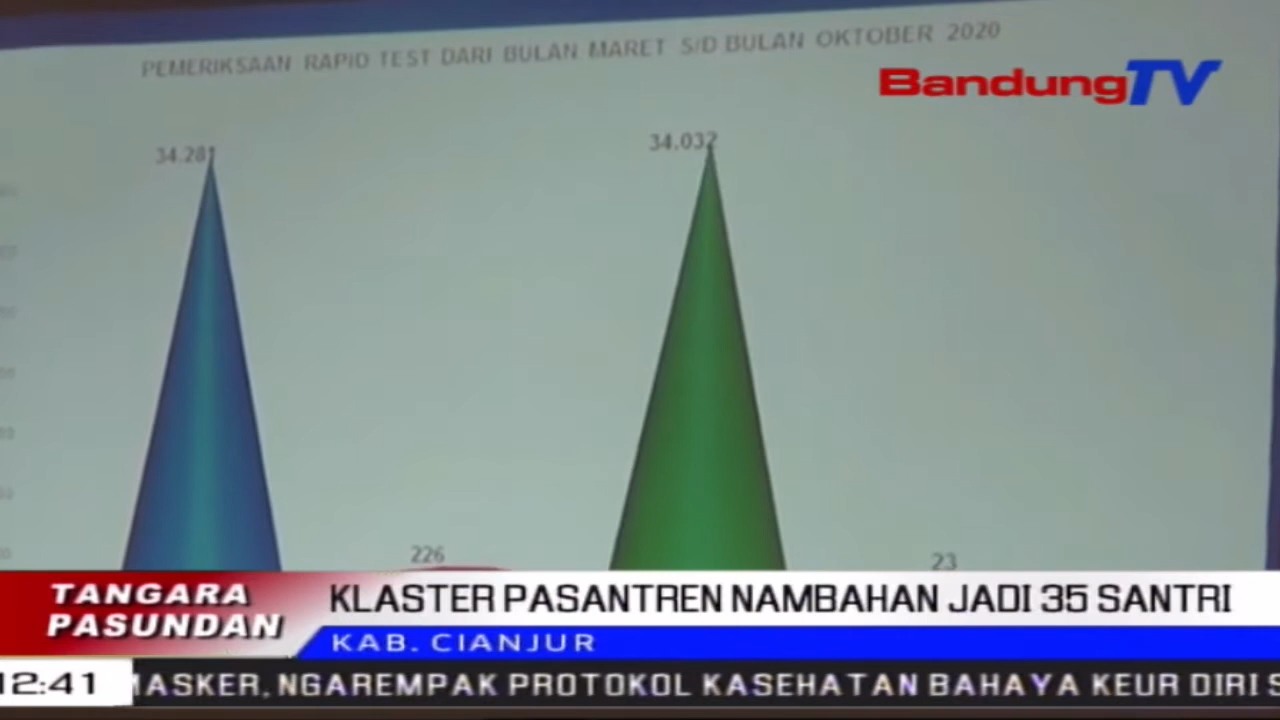 PEMERIKSAAN RAPID TEST DARI BULAN MARET S/D BULAN OKTOBER 2020
BandungTV
34.281
34.032
226
23
TANGARA
PASUNDAN
KLASTER PASANTREN NAMBAHAN JADI 35 SANTRI
KAB. CIANJUR
12:41
MASKER, NGAREMPAK PROTOKOL KASEHATAN BAHAYA KEUR DIRI S